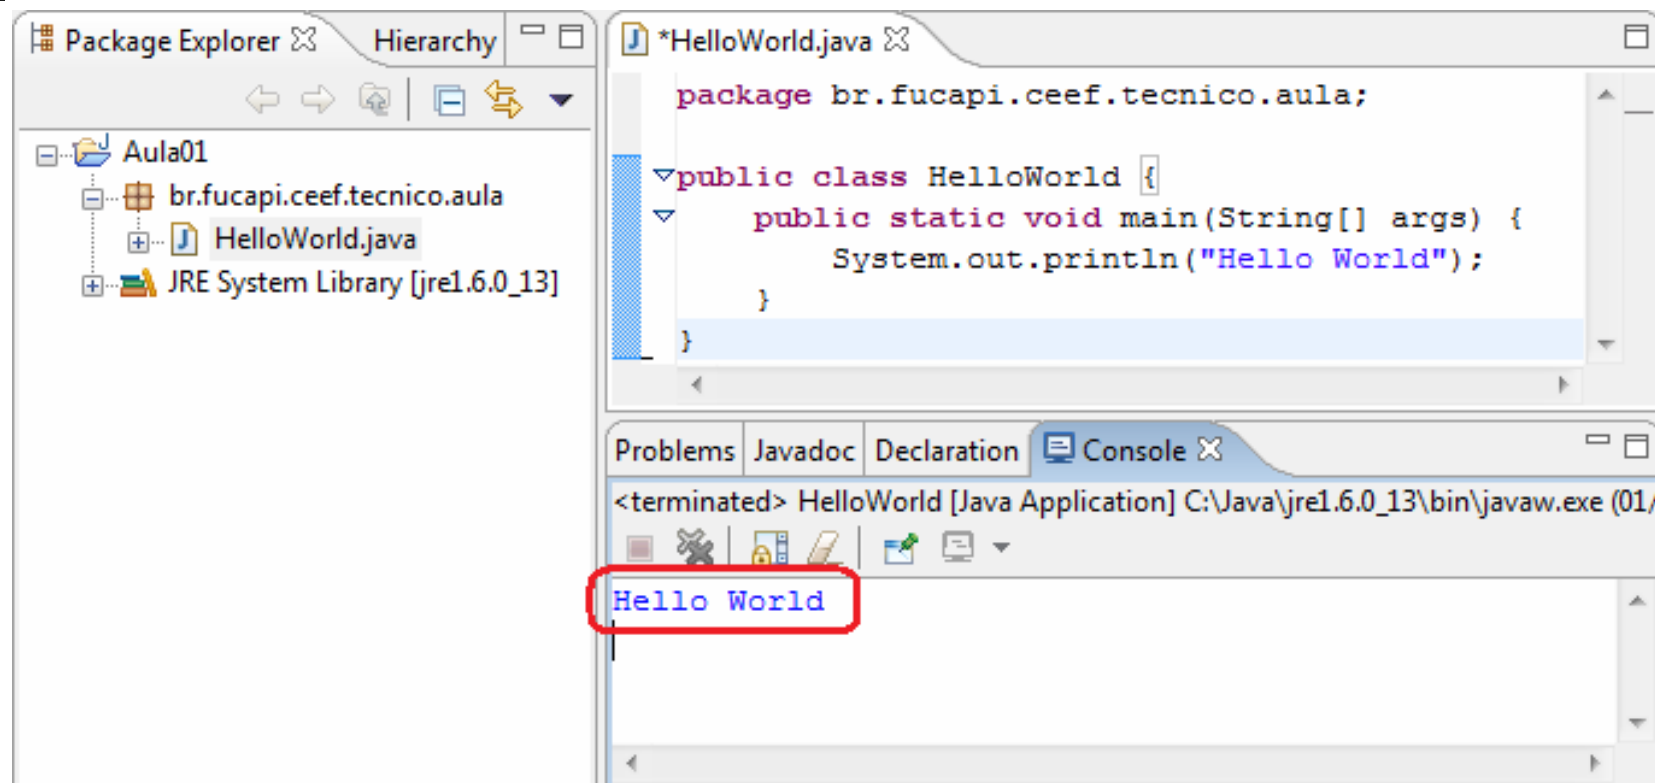 Package Explorer
Hierarchy
Aula01
br.fucapi.ceef.tecnico.aula
HelloWorld.java
JRE System Library [jre1.6.0_13]
*HelloWorld.java
package br.fucapi.ceef.tecnico.aula;
public class HelloWorld {
public static void main(String[] args) {
System.out.println("Hello World");
}
}
Problems
Javadoc
Declaration
Console
<terminated> HelloWorld [Java Application] C:\Java\jre1.6.0_13\bin\javaw.exe (01/
Hello World